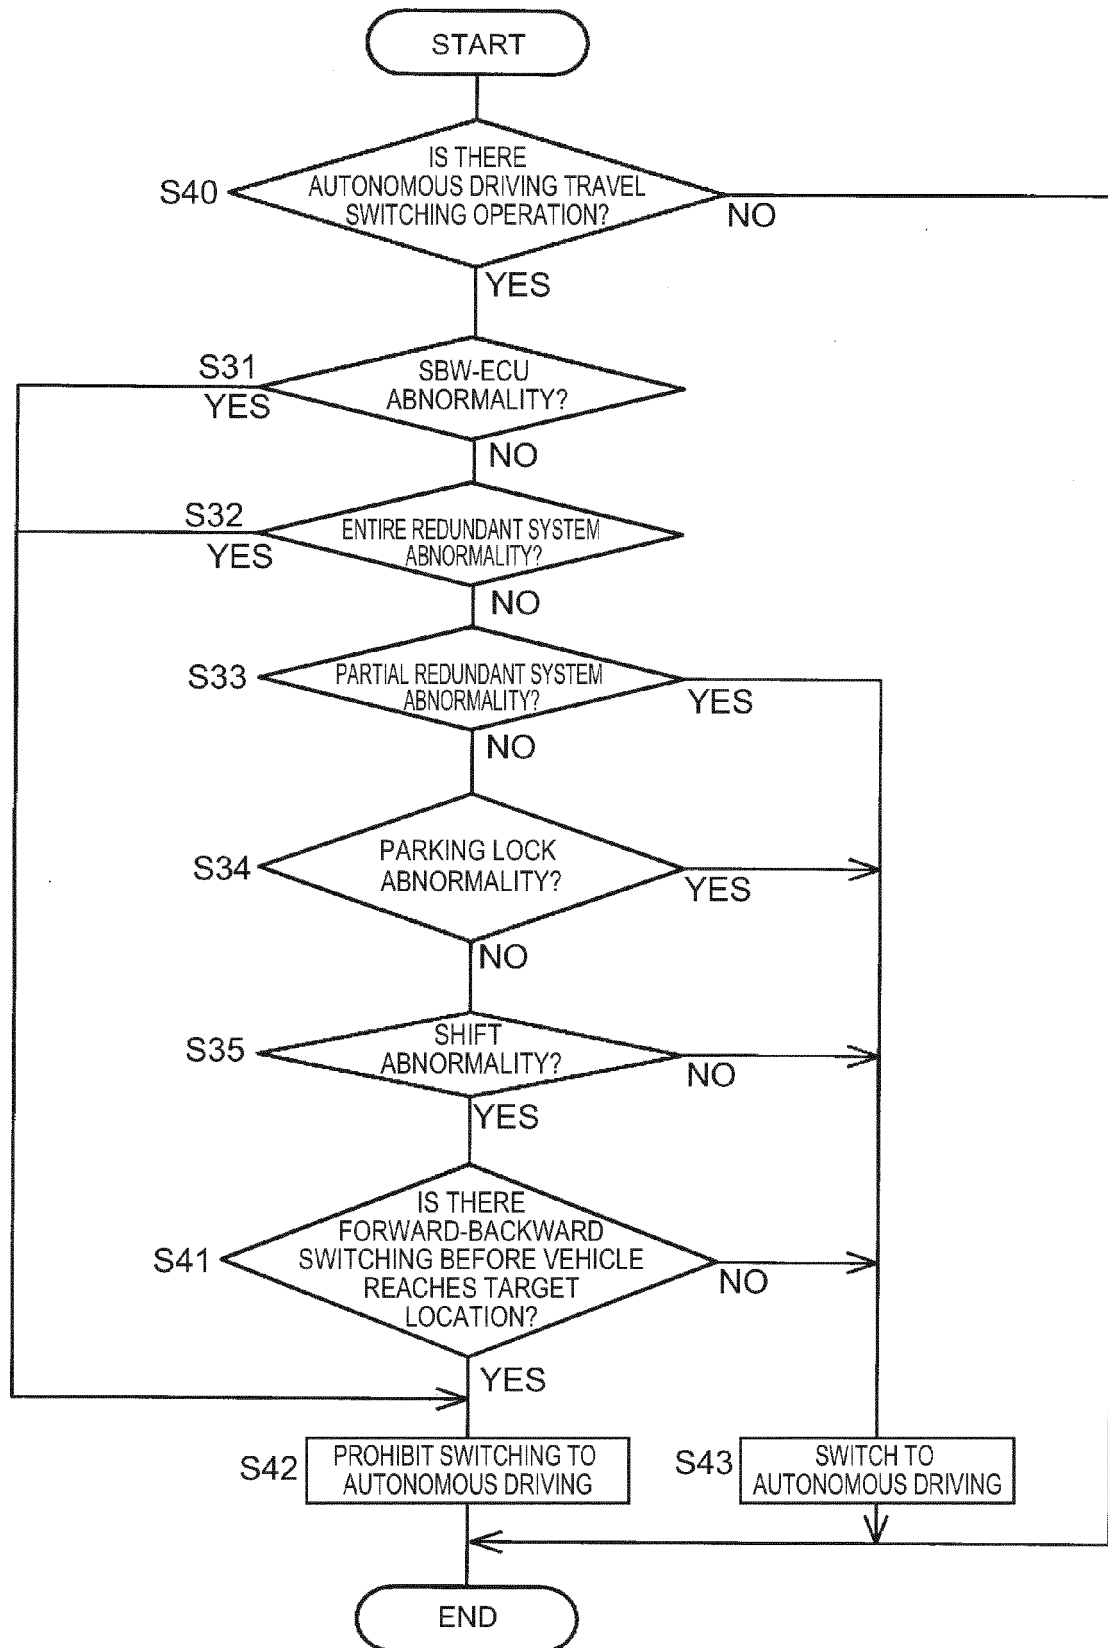 START
IS THERE
AUTONOMOUS DRIVING TRAVEL
SWITCHING OPERATION?
S40
NO
YES
S31
SBW-ECU
ABNORMALITY?
YES
NO
S32
ENTIRE REDUNDANT SYSTEM
ABNORMALITY?
YES
NO
S33
PARTIAL REDUNDANT SYSTEM
ABNORMALITY?
YES
NO
S34
PARKING LOCK
ABNORMALITY?
YES
NO
S35
SHIFT
ABNORMALITY?
NO
YES
S41
IS THERE
FORWARD-BACKWARD
SWITCHING BEFORE VEHICLE
REACHES TARGET
LOCATION?
NO
YES
S42
PROHIBIT SWITCHING TO
AUTONOMOUS DRIVING
S43
SWITCH TO
AUTONOMOUS DRIVING
END